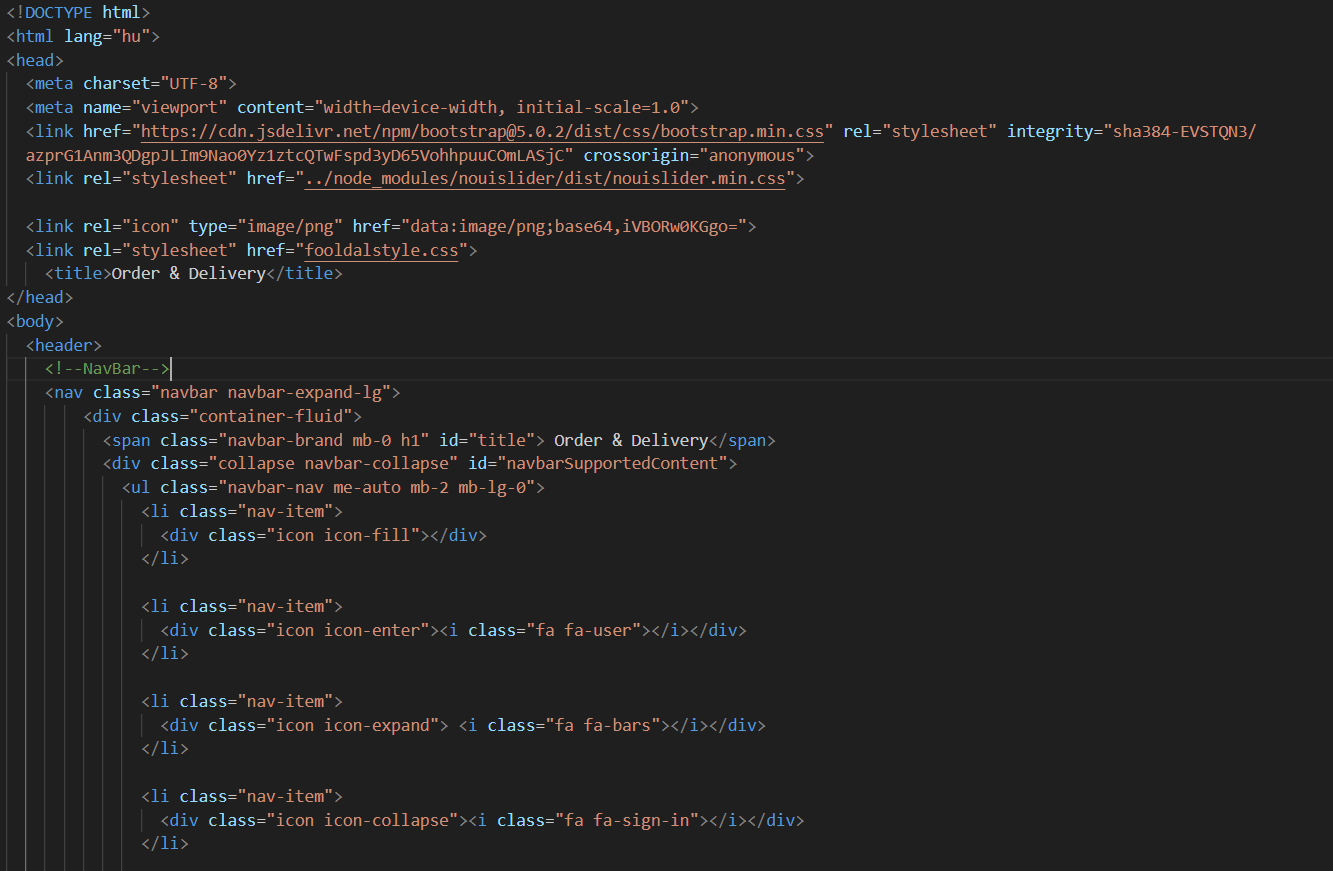 <!DOCTYPE html>
<html lang="hu">
<head>
<meta charset="UTF-8">
<meta name="viewport" content="width=device-width, initial-scale=1.0">
<link href="https://cdn.jsdelivr.net/npm/bootstrap@5.0.2/dist/css/bootstrap.min.css" rel="stylesheet" integrity="sha384-EVSTQN3/
azprG1Anm3QDgpJLIm9Nao0Yz1ztcQTwFspd3yD65VohhpuuCOmLASjC" crossorigin="anonymous">
<link rel="stylesheet" href="../node_modules/nouislider/dist/nouislider.min.css">
<link rel="icon" type="image/png" href="data:image/png;base64,iVBORw0KGgo=">
<link rel="stylesheet" href="fooldalstyle.css">
<title>Order & Delivery</title>
</head>
<body>
<header>
<!--NavBar-->
<nav class="navbar navbar-expand-lg">
<div class="container-fluid">
<span class="navbar-brand mb-0 h1" id="title"> Order & Delivery</span>
<div class="collapse navbar-collapse" id="navbarSupportedContent">
<ul class="navbar-nav me-auto mb-2 mb-lg-0">
<li class="nav-item">
<div class="icon icon-fill"></div>
</li>
<li class="nav-item">
<div class="icon icon-enter"><i class="fa fa-user"></i></div>
</li>
<li class="nav-item">
<div class="icon icon-expand"> <i class="fa fa-bars"></i></div>
</li>
<li class="nav-item">
<div class="icon icon-collapse"><i class="fa fa-sign-in"></i></div>
</li>